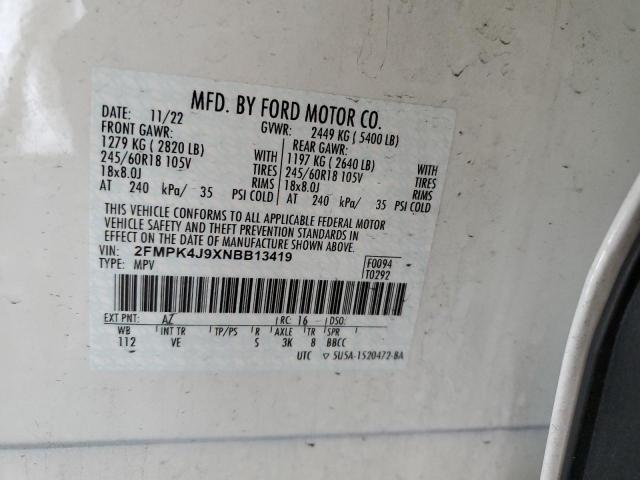 MFD. BY FORD MOTOR CO.
DATE: 11/22 GVWR: 2449 KG ( 5400 LB)
FRONT GAWR: REAR GAWR:
1279 KG ( 2820 LB) WITH 1197 KG ( 2640 LB) WITH
245/60R18 105V TIRES 245/60R18 105V TIRES
18x8.0J RIMS 18x8.0J RIMS
AT 240 kPa/ 35 PSI COLD AT 240 kPa/ 35 PSI COLD
THIS VEHICLE CONFORMS TO ALL APPLICABLE FEDERAL MOTOR
VEHICLE SAFETY AND THEFT PREVENTION STANDARDS IN
EFFECT ON THE DATE OF MANUFACTURE SHOWN ABOVE.
VIN: 2FMPK4J9XNBB13419 F0094
TYPE: MPV T0292
EXT PNT: AZ RC: 16
WB INT TR TP/PS R AXLE TR SPR
112 VE S 3K 8 BBCC
UTC ▽ SU5A-1520472-BA